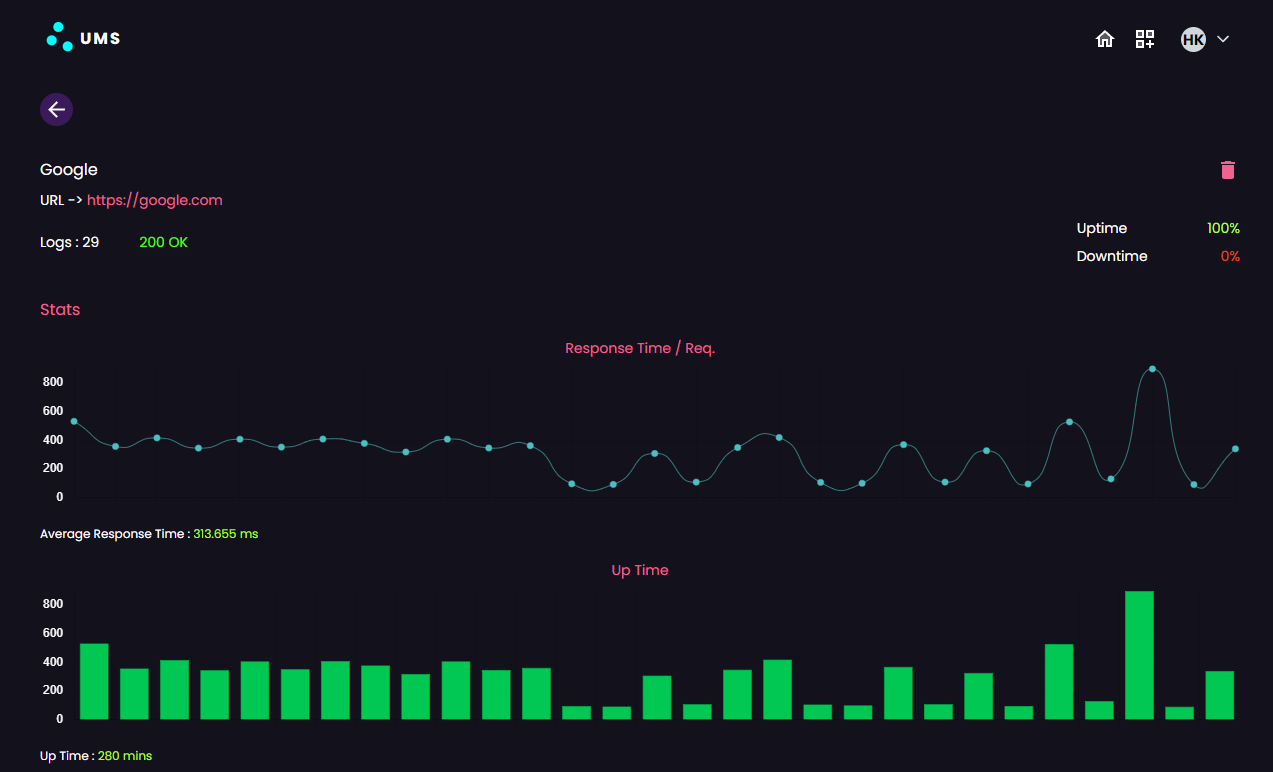 UMS
HK
Google
URL -> https://google.com
Logs : 29 200 OK
Uptime 100%
Downtime 0%
Stats
Response Time / Req.
800
600
400
200
0
Average Response Time : 313.655 ms
Up Time
800
600
400
200
0
Up Time : 280 mins